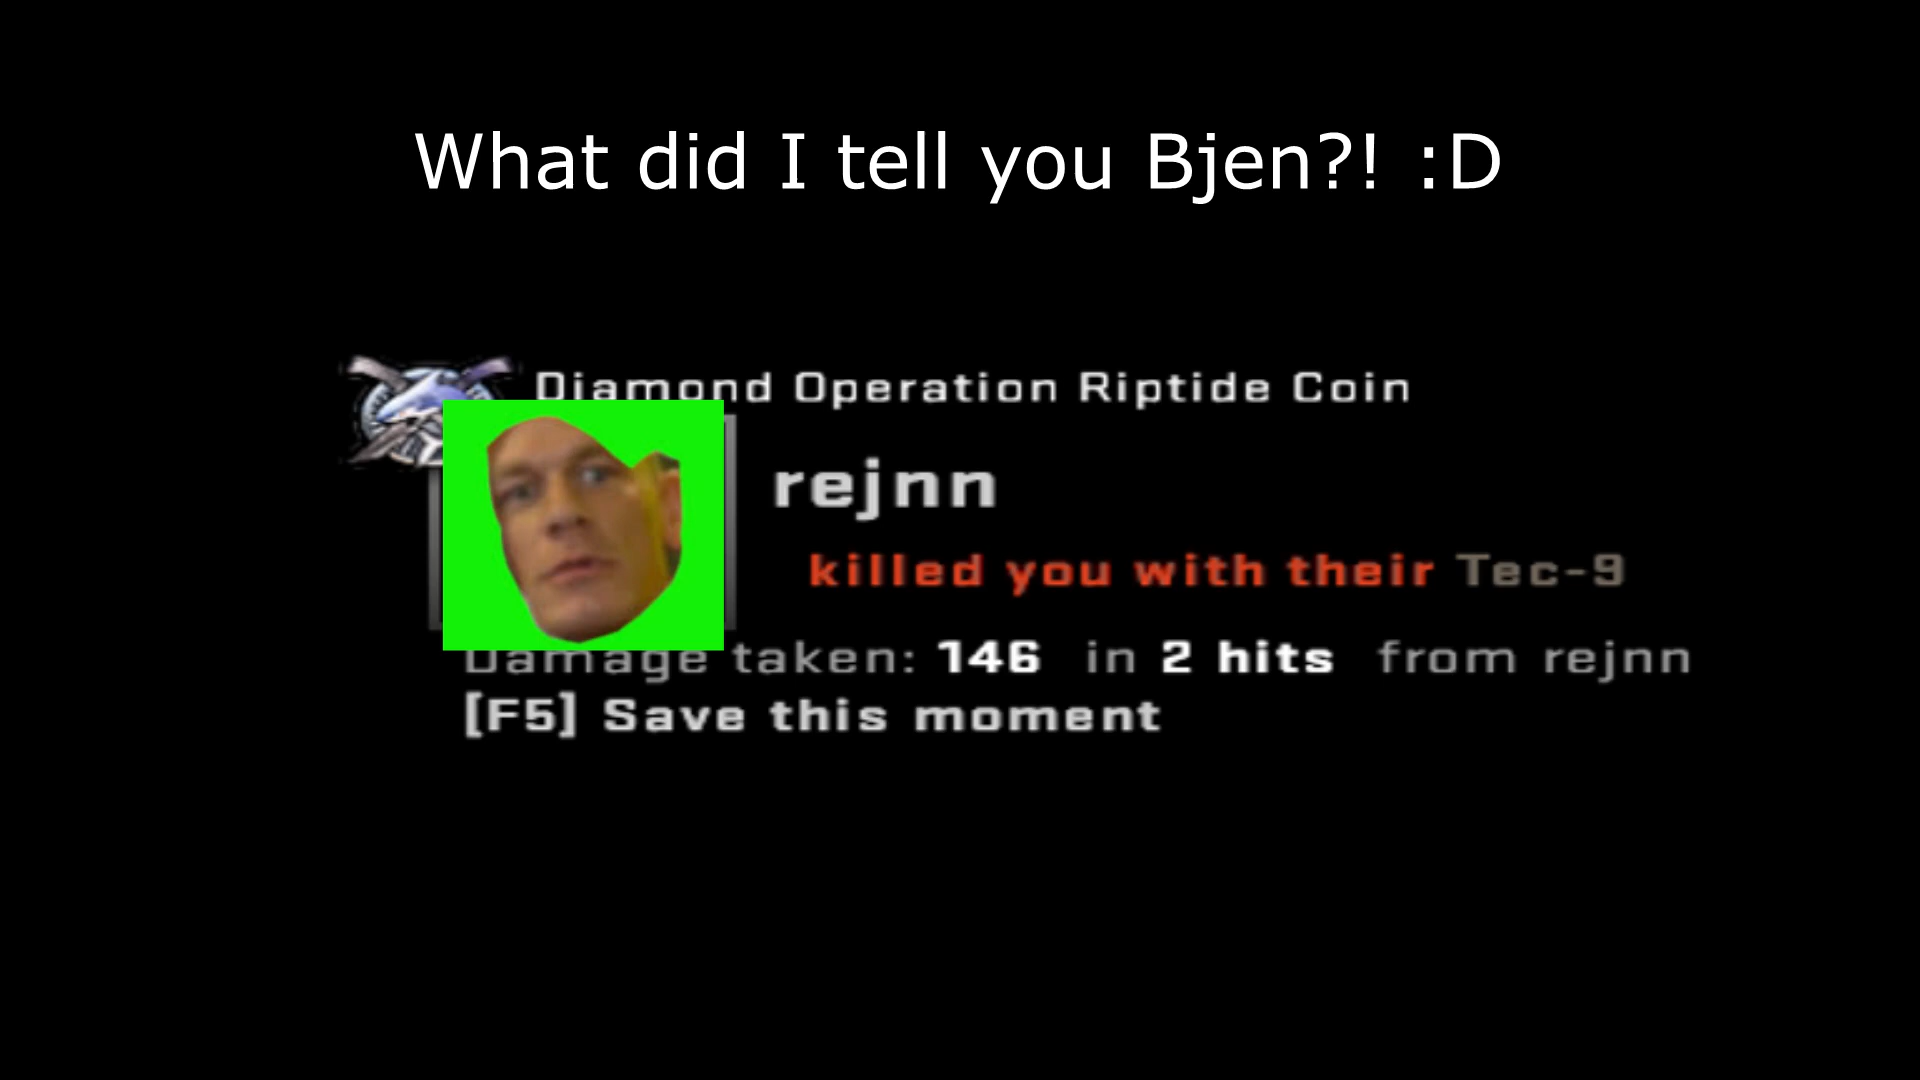 What did I tell you Bjen?! :D
Diamond Operation Riptide Coin
rejnn
killed you with their Tec-9
Damage taken: 146 in 2 hits from rejnn
[F5] Save this moment